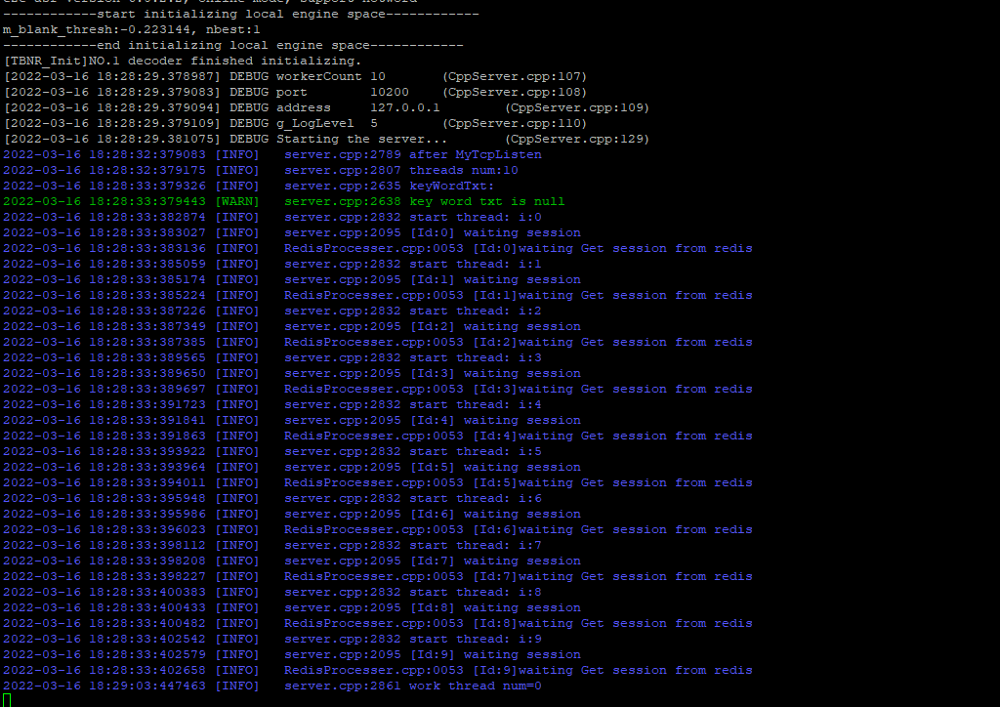 ------------start initializing local engine space------------
m_blank_thresh:-0.223144, nbest:1
------------end initializing local engine space------------
[TBNR_Init]NO.1 decoder finished initializing.
[2022-03-16 18:28:29.378987] DEBUG workerCount 10 (CppServer.cpp:107)
[2022-03-16 18:28:29.379083] DEBUG port 10200 (CppServer.cpp:108)
[2022-03-16 18:28:29.379094] DEBUG address 127.0.0.1 (CppServer.cpp:109)
[2022-03-16 18:28:29.379109] DEBUG g_LogLevel 5 (CppServer.cpp:110)
[2022-03-16 18:28:29.381075] DEBUG Starting the server... (CppServer.cpp:129)
2022-03-16 18:28:32:379083 [INFO] server.cpp:2789 after MyTcpListen
2022-03-16 18:28:32:379175 [INFO] server.cpp:2807 threads num:10
2022-03-16 18:28:33:379326 [INFO] server.cpp:2635 keyWordTxt:
2022-03-16 18:28:33:379443 [WARN] server.cpp:2638 key word txt is null
2022-03-16 18:28:33:382874 [INFO] server.cpp:2832 start thread: i:0
2022-03-16 18:28:33:383027 [INFO] server.cpp:2095 [Id:0] waiting session
2022-03-16 18:28:33:383136 [INFO] RedisProcesser.cpp:0053 [Id:0]waiting Get session from redis
2022-03-16 18:28:33:385059 [INFO] server.cpp:2832 start thread: i:1
2022-03-16 18:28:33:385174 [INFO] server.cpp:2095 [Id:1] waiting session
2022-03-16 18:28:33:385224 [INFO] RedisProcesser.cpp:0053 [Id:1]waiting Get session from redis
2022-03-16 18:28:33:387226 [INFO] server.cpp:2832 start thread: i:2
2022-03-16 18:28:33:387349 [INFO] server.cpp:2095 [Id:2] waiting session
2022-03-16 18:28:33:387385 [INFO] RedisProcesser.cpp:0053 [Id:2]waiting Get session from redis
2022-03-16 18:28:33:389565 [INFO] server.cpp:2832 start thread: i:3
2022-03-16 18:28:33:389650 [INFO] server.cpp:2095 [Id:3] waiting session
2022-03-16 18:28:33:389697 [INFO] RedisProcesser.cpp:0053 [Id:3]waiting Get session from redis
2022-03-16 18:28:33:391723 [INFO] server.cpp:2832 start thread: i:4
2022-03-16 18:28:33:391841 [INFO] server.cpp:2095 [Id:4] waiting session
2022-03-16 18:28:33:391863 [INFO] RedisProcesser.cpp:0053 [Id:4]waiting Get session from redis
2022-03-16 18:28:33:393922 [INFO] server.cpp:2832 start thread: i:5
2022-03-16 18:28:33:393964 [INFO] server.cpp:2095 [Id:5] waiting session
2022-03-16 18:28:33:394011 [INFO] RedisProcesser.cpp:0053 [Id:5]waiting Get session from redis
2022-03-16 18:28:33:395948 [INFO] server.cpp:2832 start thread: i:6
2022-03-16 18:28:33:395986 [INFO] server.cpp:2095 [Id:6] waiting session
2022-03-16 18:28:33:396023 [INFO] RedisProcesser.cpp:0053 [Id:6]waiting Get session from redis
2022-03-16 18:28:33:398112 [INFO] server.cpp:2832 start thread: i:7
2022-03-16 18:28:33:398208 [INFO] server.cpp:2095 [Id:7] waiting session
2022-03-16 18:28:33:398227 [INFO] RedisProcesser.cpp:0053 [Id:7]waiting Get session from redis
2022-03-16 18:28:33:400383 [INFO] server.cpp:2832 start thread: i:8
2022-03-16 18:28:33:400433 [INFO] server.cpp:2095 [Id:8] waiting session
2022-03-16 18:28:33:400482 [INFO] RedisProcesser.cpp:0053 [Id:8]waiting Get session from redis
2022-03-16 18:28:33:402542 [INFO] server.cpp:2832 start thread: i:9
2022-03-16 18:28:33:402579 [INFO] server.cpp:2095 [Id:9] waiting session
2022-03-16 18:28:33:402658 [INFO] RedisProcesser.cpp:0053 [Id:9]waiting Get session from redis
2022-03-16 18:29:03:447463 [INFO] server.cpp:2861 work thread num=0